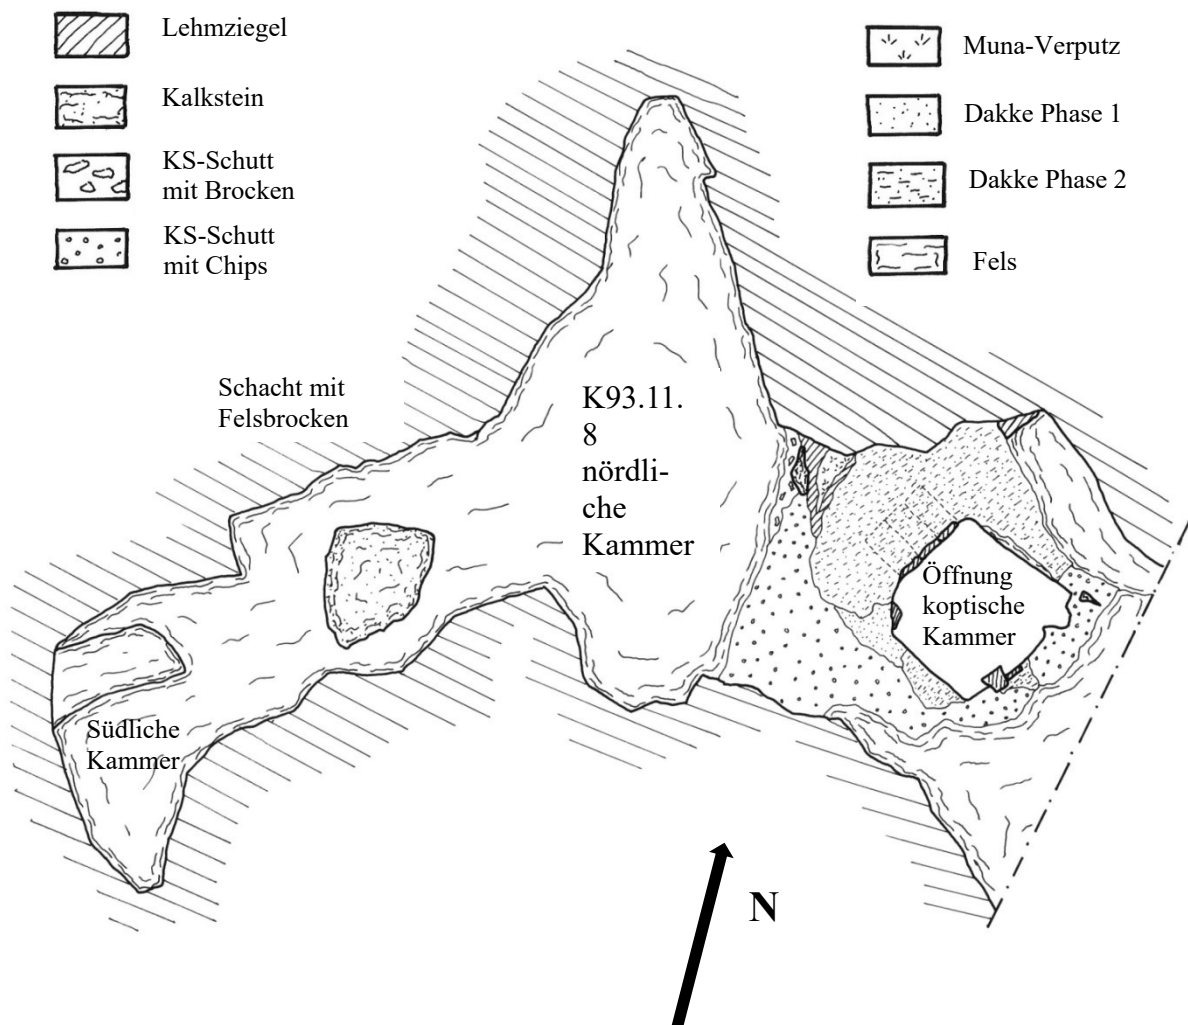 Lehmziegel
Kalkstein
KS-Schutt
mit Brocken
KS-Schutt
mit Chips
Muna-Verputz
Dakke Phase 1
Dakke Phase 2
Fels
Schacht mit
Felsbrocken
K93.11.
8
nördli-
che
Kammer
Öffnung
koptische
Kammer
Südliche
Kammer
N